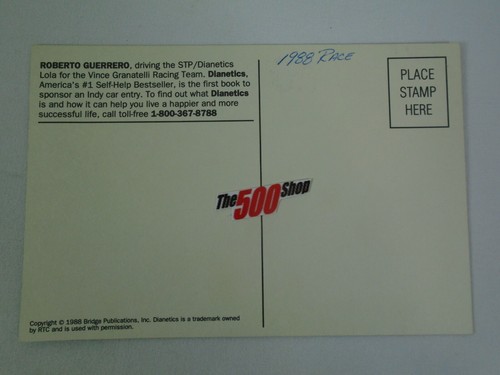 ROBERTO GUERRERO, driving the STP/Dianetics
Lola for the Vince Granatelli Racing Team. Dianetics,
America's #1 Self-Help Bestseller, is the first book to
sponsor an Indy car entry. To find out what Dianetics
is and how it can help you live a happier and more
successful life, call toll-free 1-800-367-8788
1988 RACE
PLACE
STAMP
HERE
The 500 Shop
Copyright © 1988 Bridge Publications, Inc. Dianetics is a trademark owned
by RTC and is used with permission.